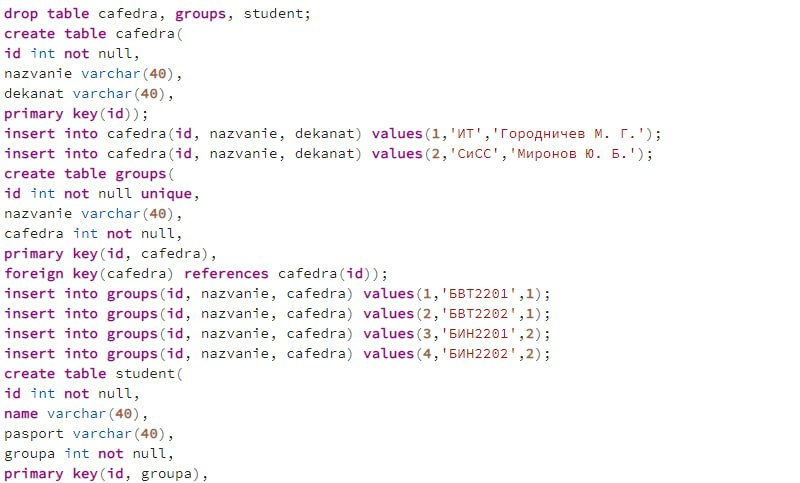 drop table cafedra, groups, student;
create table cafedra(
id int not null,
nazvanie varchar(40),
dekanat varchar(40),
primary key(id));
insert into cafedra(id, nazvanie, dekanat) values(1,'ИТ','Городничев М. Г.');
insert into cafedra(id, nazvanie, dekanat) values(2,'СиСС','Миронов Ю. Б.');
create table groups(
id int not null unique,
nazvanie varchar(40),
cafedra int not null,
primary key(id, cafedra),
foreign key(cafedra) references cafedra(id));
insert into groups(id, nazvanie, cafedra) values(1,'БВТ2201',1);
insert into groups(id, nazvanie, cafedra) values(2,'БВТ2202',1);
insert into groups(id, nazvanie, cafedra) values(3,'БИН2201',2);
insert into groups(id, nazvanie, cafedra) values(4,'БИН2202',2);
create table student(
id int not null,
name varchar(40),
pasport varchar(40),
groupa int not null,
primary key(id, groupa),